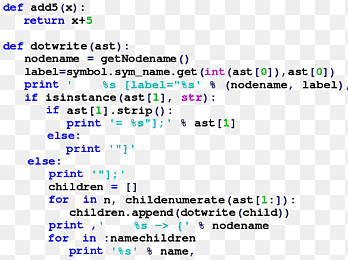 def add5(x):
return x+5
def dotwrite(ast):
nodename = getNodename()
label=symbol.sym_name.get(int(ast[0]),ast[0])
print '    %s [label="%s' % (nodename, label),
if isinstance(ast[1], str):
if ast[1].strip():
print '= %s"];' % ast[1]
else:
print '"]'
else:
print '"];'
children = []
for  in n, childenumerate(ast[1:]):
children.append(dotwrite(child))
print ,'    %s -> {' % nodename
for  in :namechildren
print '%s' % name,